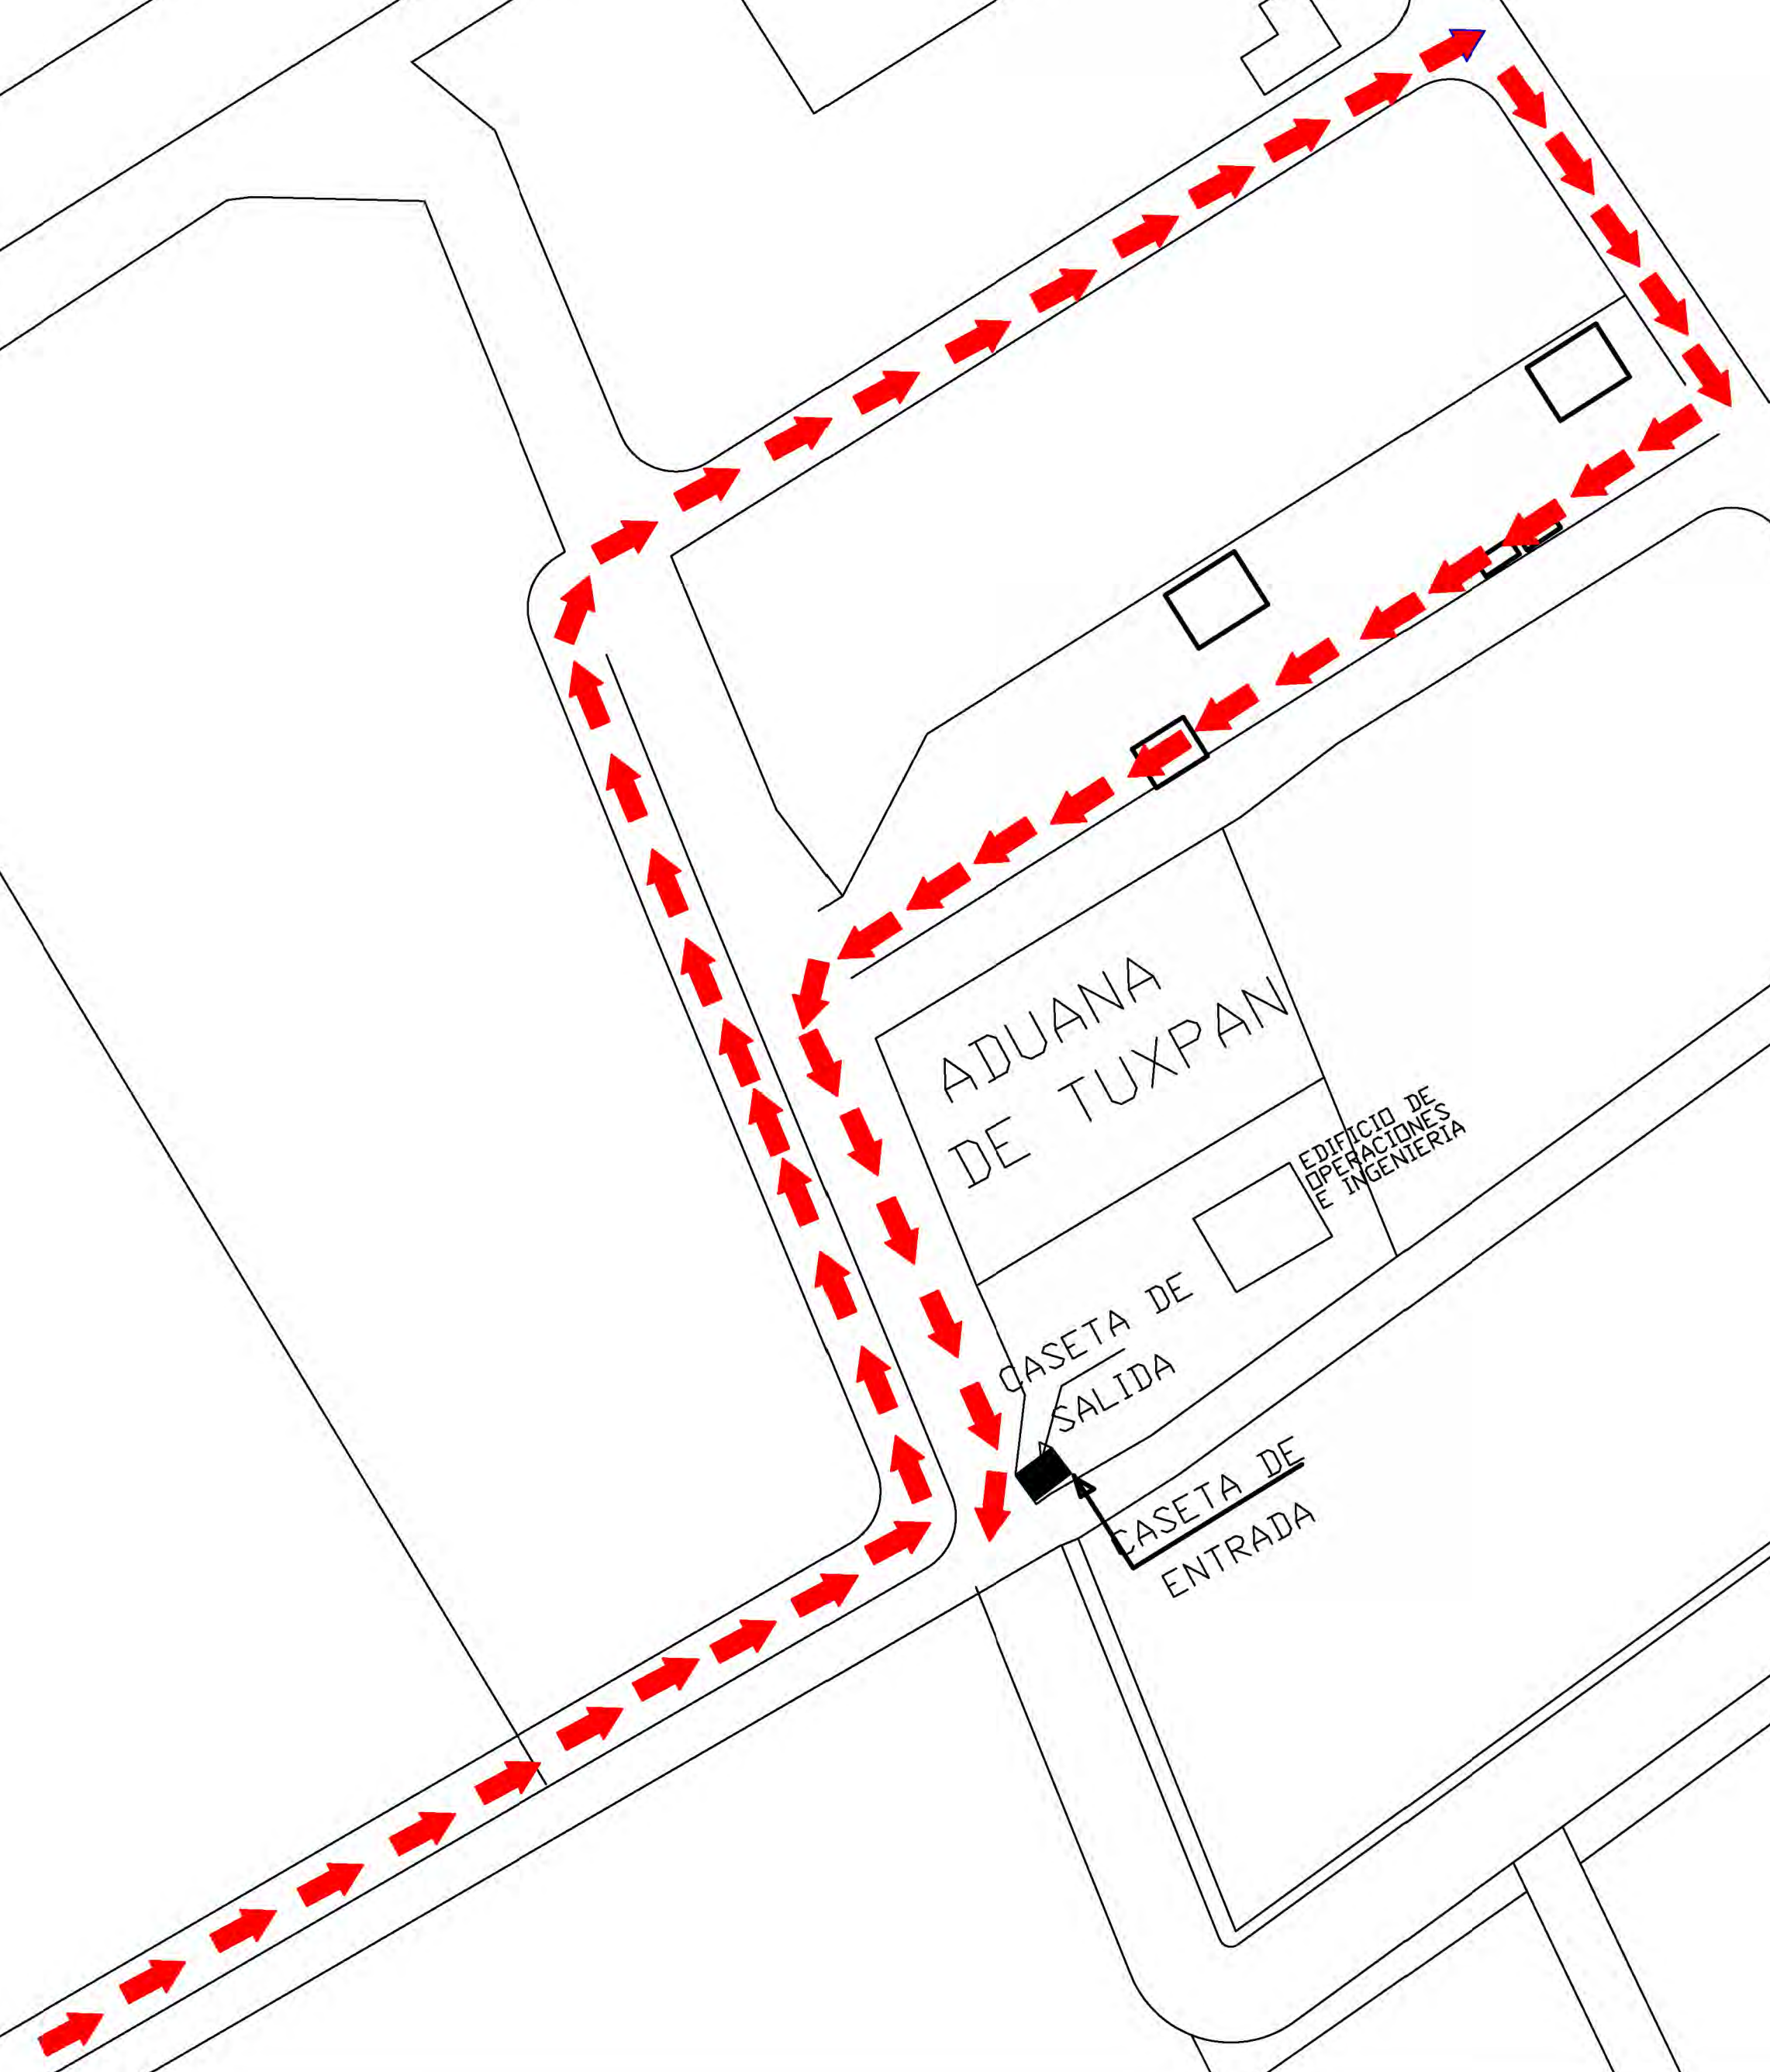 ADUANA
DE TUXPAN
EDIFICIO DE
OPERACIONES
E INGENIERIA
CASETA DE
SALIDA
CASETA DE
ENTRADA